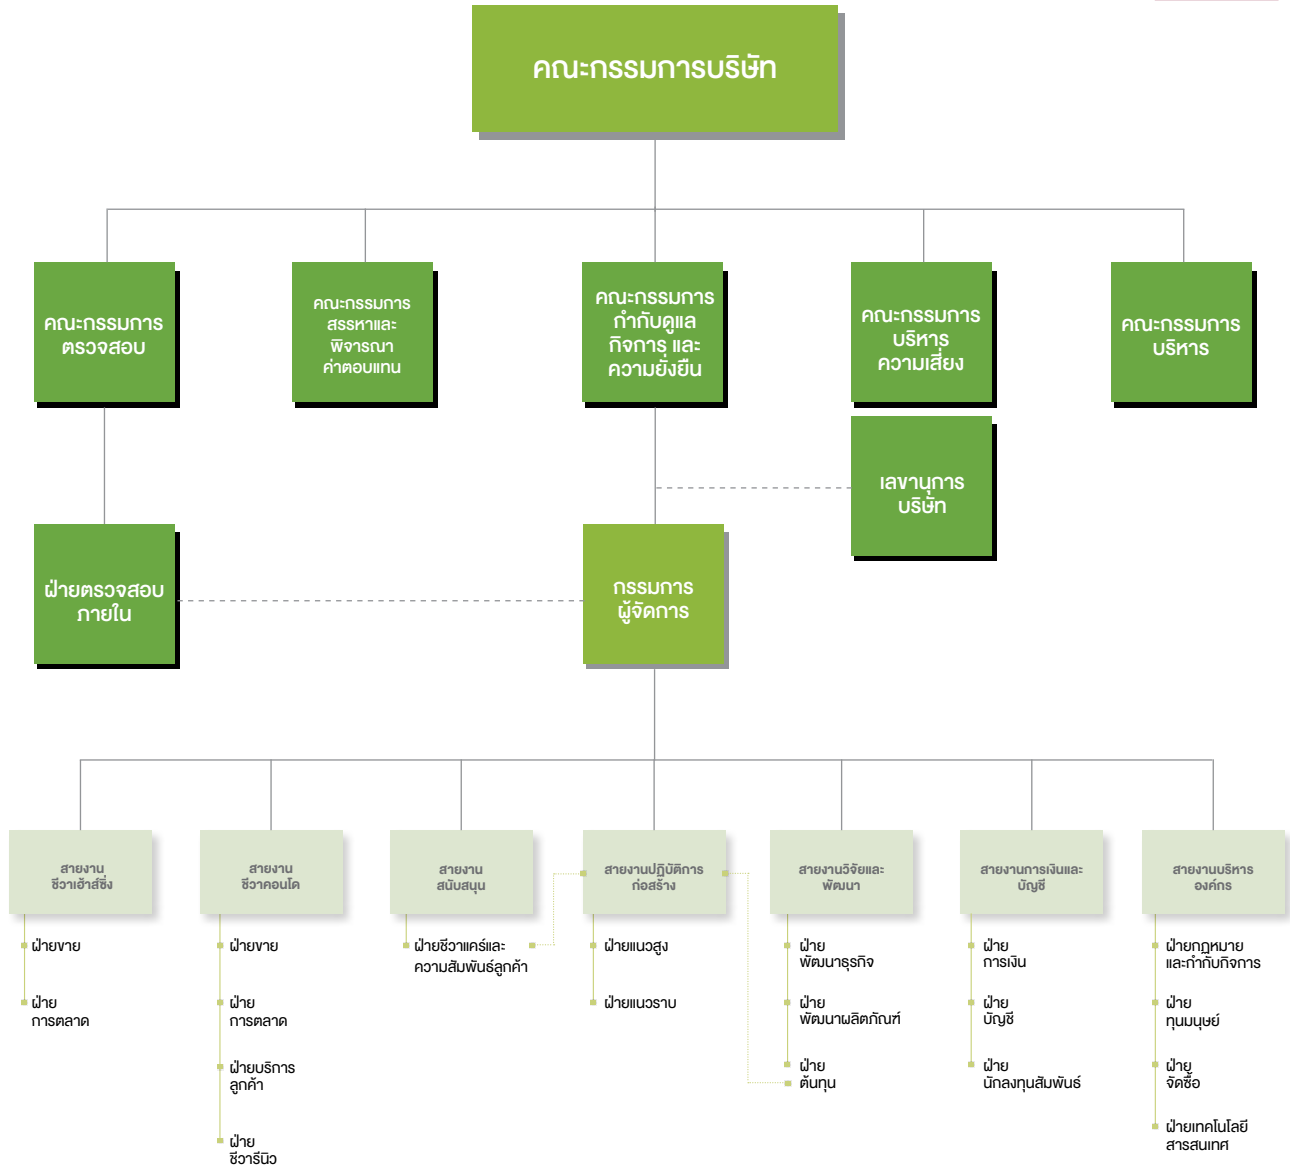 คณะกรรมการบริษัท
คณะกรรมการ
ตรวจสอบ
คณะกรรมการ
สรรหาและ
พิจารณา
ค่าตอบแทน
คณะกรรมการ
กำกับดูแล
กิจการ และ
ความยั่งยืน
คณะกรรมการ
บริหาร
ความเสี่ยง
คณะกรรมการ
บริหาร
เลขานุการ
บริษัท
ฝ่ายตรวจสอบ
ภายใน
กรรมการ
ผู้จัดการ
สายงาน
ชีวาเฮ้าส์ซิ่ง
ฝ่ายขาย
ฝ่าย
การตลาด
สายงาน
ชีวาคอนโด
ฝ่ายขาย
ฝ่าย
การตลาด
ฝ่ายบริการ
ลูกค้า
ฝ่าย
ชีวารีนิว
สายงาน
สนับสนุน
ฝ่ายชีวาแคร์และ
ความสัมพันธ์ลูกค้า
สายงานปฏิบัติการ
ก่อสร้าง
ฝ่ายแนวสูง
ฝ่ายแนวราบ
สายงานวิจัยและ
พัฒนา
ฝ่าย
พัฒนาธุรกิจ
ฝ่าย
พัฒนาผลิตภัณฑ์
ฝ่าย
ต้นทุน
สายงานการเงินและ
บัญชี
ฝ่าย
การเงิน
ฝ่าย
บัญชี
ฝ่าย
นักลงทุนสัมพันธ์
สายงานบริหาร
องค์กร
ฝ่ายกฎหมาย
และกำกับกิจการ
ฝ่าย
ทุนมนุษย์
ฝ่าย
จัดซื้อ
ฝ่ายเทคโนโลยี
สารสนเทศ